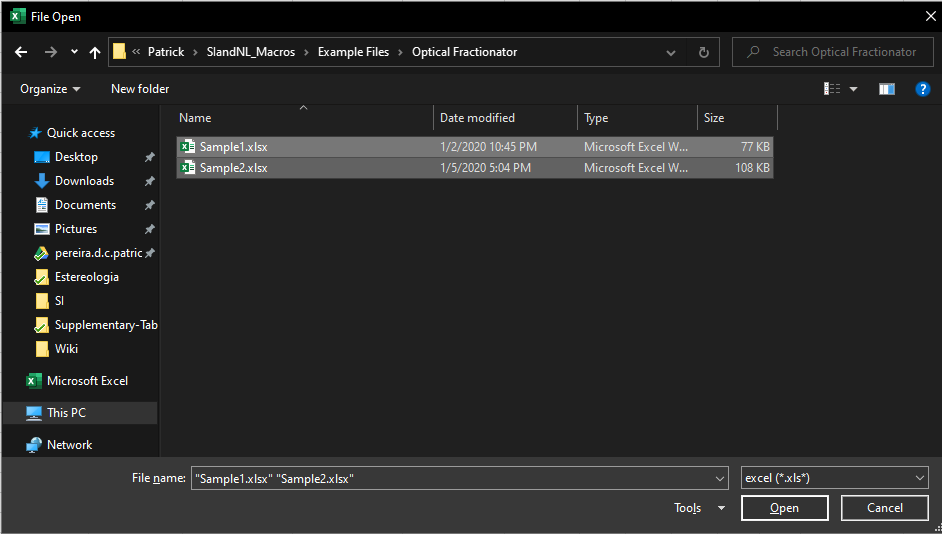 File Open
« Patrick > SlandNL_Macros > Example Files > Optical Fractionator
Search Optical Fractionator
Organize New folder
Name Date modified Type Size
Sample1.xlsx 1/2/2020 10:45 PM Microsoft Excel W... 77 KB
Sample2.xlsx 1/5/2020 5:04 PM Microsoft Excel W... 108 KB
Quick access
Desktop
Downloads
Documents
Pictures
pereira.d.c.patric
Estereologia
SI
Supplementary-Tab
Wiki
Microsoft Excel
This PC
Network
File name: "Sample1.xlsx" "Sample2.xlsx" excel (*.xls*)
Tools Open Cancel